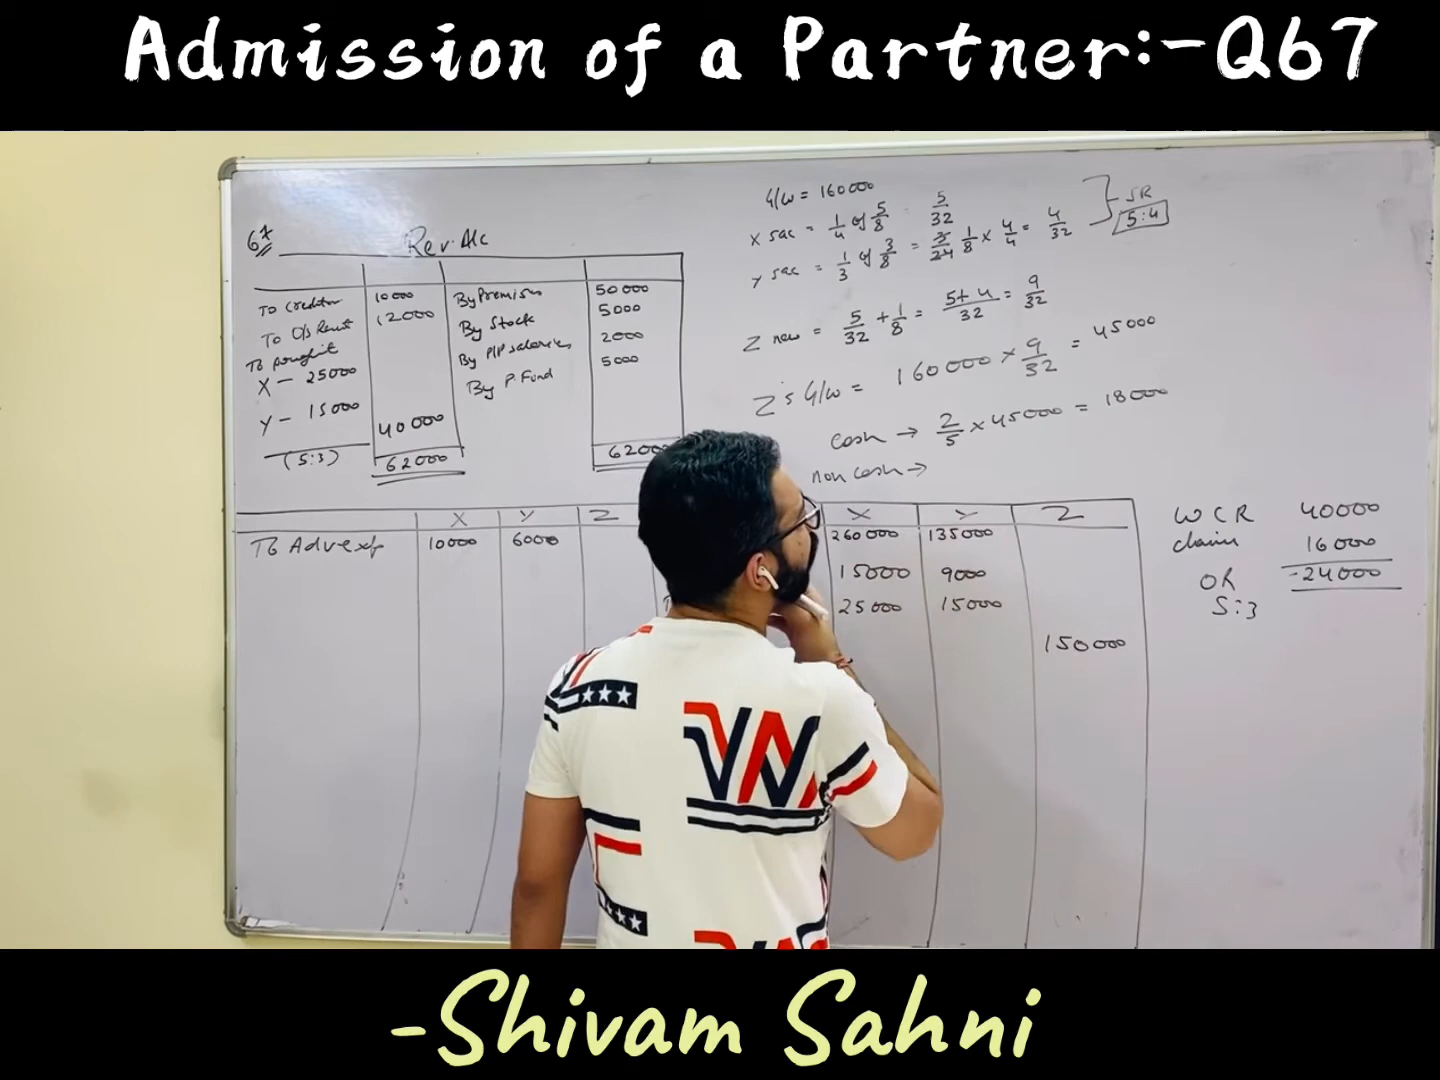 Admission of a Partner:-Q67
67
Rev. A/c
To Creditor 10000 By Premises 50000
To O/s Rent 12000 By Stock 5000
To profit By P/P salaries 2000
X - 25000 By P. Fund 5000
Y - 15000 40000
(5:3) 62000 6200
G/w = 160000
X sac = 1/4 of 5/8 5/32
Y sac = 1/3 of 3/8 = 3/24 1/8 × 4/4 = 4/32
SR
5:4
Z new = 5/32 + 1/8 = 5+4/32 = 9/32
Z's G/w = 160000 × 9/32 = 45000
cash → 2/5 × 45000 = 18000
non cash →
X Y Z X Y Z
To Adv exp 10000 6000 260000 135000
15000 9000
25000 15000
150000
WCR 40000
claim 16000
OR -24000
5:3
VN
-Shivam Sahni